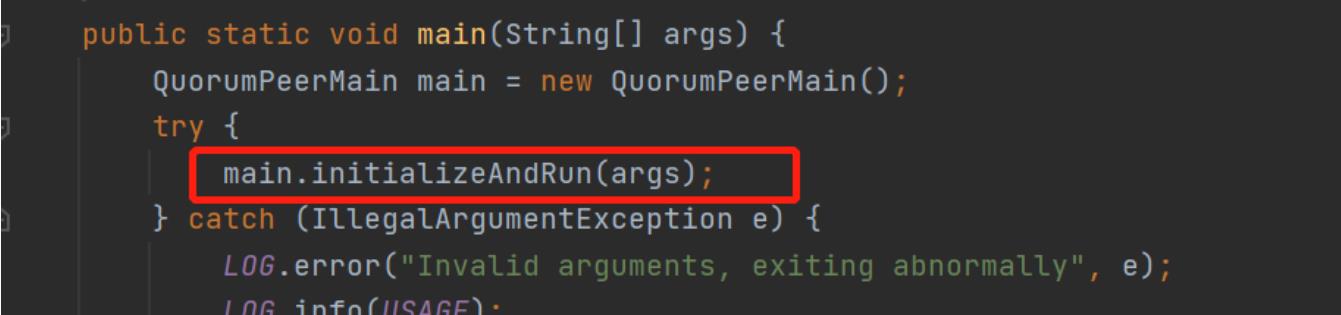 public static void main(String[] args) {
QuorumPeerMain main = new QuorumPeerMain();
try {
main.initializeAndRun(args);
} catch (IllegalArgumentException e) {
LOG.error("Invalid arguments, exiting abnormally", e);
LOG.info(USAGE);